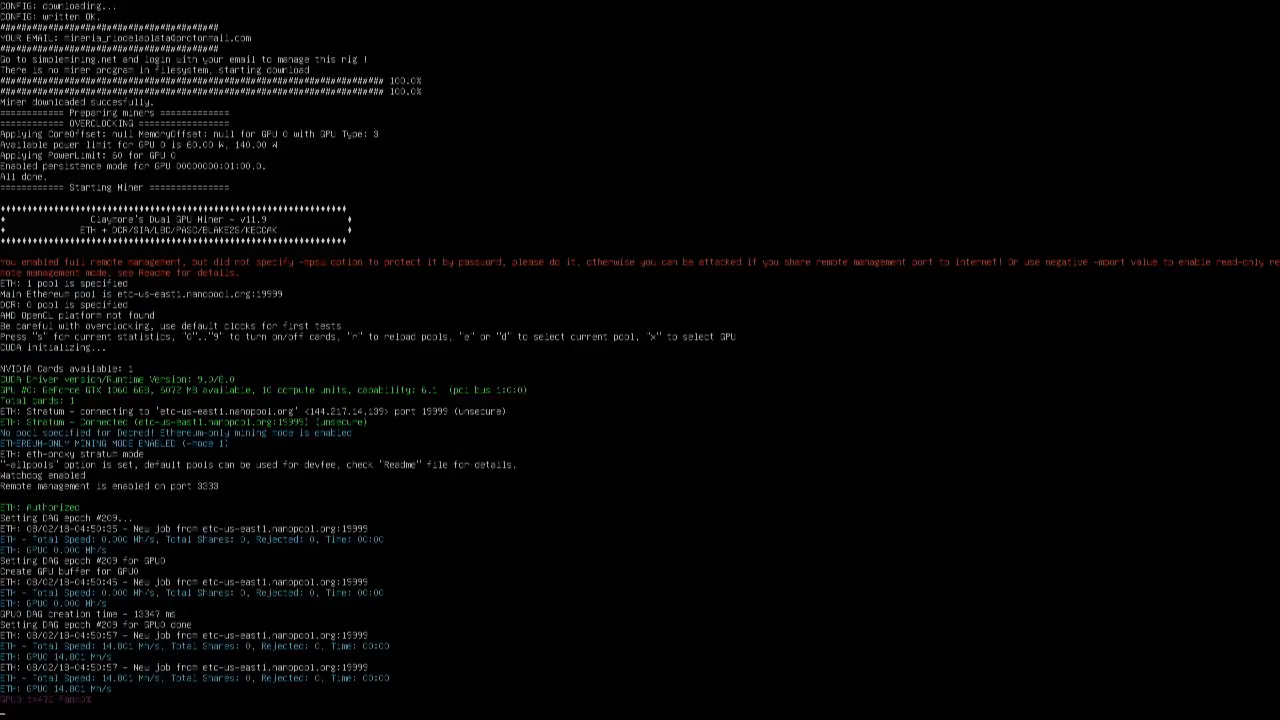 CONFIG: downloading...
CONFIG: written OK.
#########################################
YOUR EMAIL: mineria_riodelaplata@protonmail.com
#########################################
Go to simplemining.net and login with your email to manage this rig !
There is no miner program in filesystem, starting download
######################################################################## 100.0%
######################################################################## 100.0%
Miner downloaded succesfully.
============ Preparing miners =============
============ OVERCLOCKING =================
Applying CoreOffset: null MemoryOffset: null for GPU 0 with GPU Type: 3
Available power limit for GPU 0 is 60.00 W, 140.00 W
Applying PowerLimit: 60 for GPU 0
Enabled persistence mode for GPU 00000000:01:00.0.
All done.
============ Starting Miner ===============
Claymore's Dual GPU Miner - v11.9
ETH + DCR/SIA/LBC/PASC/BLAKE2S/KECCAK
You enabled full remote management, but did not specify -mpsw option to protect it by password, please do it, otherwise you can be attacked if you share remote management port to internet! Or use negative -mport value to enable read-only re
mote management mode, see Readme for details.
ETH: 1 pool is specified
Main Ethereum pool is etc-us-east1.nanopool.org:19999
DCR: 0 pool is specified
AMD OpenCL platform not found
Be careful with overclocking, use default clocks for first tests
Press "s" for current statistics, "0".."9" to turn on/off cards, "r" to reload pools, "e" or "d" to select current pool, "x" to select GPU
CUDA initializing...
NVIDIA Cards available: 1
CUDA Driver Version/Runtime Version: 9.0/8.0
GPU #0: GeForce GTX 1060 6GB, 6072 MB available, 10 compute units, capability: 6.1  (pci bus 1:0:0)
Total cards: 1
ETH: Stratum - connecting to 'etc-us-east1.nanopool.org' <144.217.14.139> port 19999 (unsecure)
ETH: Stratum - Connected (etc-us-east1.nanopool.org:19999) (unsecure)
No pool specified for Decred! Ethereum-only mining mode is enabled
ETHEREUM-ONLY MINING MODE ENABLED (-mode 1)
ETH: eth-proxy stratum mode
"-allpools" option is set, default pools can be used for devfee, check "Readme" file for details.
Watchdog enabled
Remote management is enabled on port 3333
ETH: Authorized
Setting DAG epoch #209...
ETH: 08/02/18-04:50:35 - New job from etc-us-east1.nanopool.org:19999
ETH - Total Speed: 0.000 Mh/s, Total Shares: 0, Rejected: 0, Time: 00:00
ETH: GPU0 0.000 Mh/s
Setting DAG epoch #209 for GPU0
Create GPU buffer for GPU0
ETH: 08/02/18-04:50:45 - New job from etc-us-east1.nanopool.org:19999
ETH - Total Speed: 0.000 Mh/s, Total Shares: 0, Rejected: 0, Time: 00:00
ETH: GPU0 0.000 Mh/s
GPU0 DAG creation time - 13347 ms
Setting DAG epoch #209 for GPU0 done
ETH: 08/02/18-04:50:57 - New job from etc-us-east1.nanopool.org:19999
ETH - Total Speed: 14.801 Mh/s, Total Shares: 0, Rejected: 0, Time: 00:00
ETH: GPU0 14.801 Mh/s
ETH: 08/02/18-04:50:57 - New job from etc-us-east1.nanopool.org:19999
ETH - Total Speed: 14.801 Mh/s, Total Shares: 0, Rejected: 0, Time: 00:00
ETH: GPU0 14.801 Mh/s
GPU0